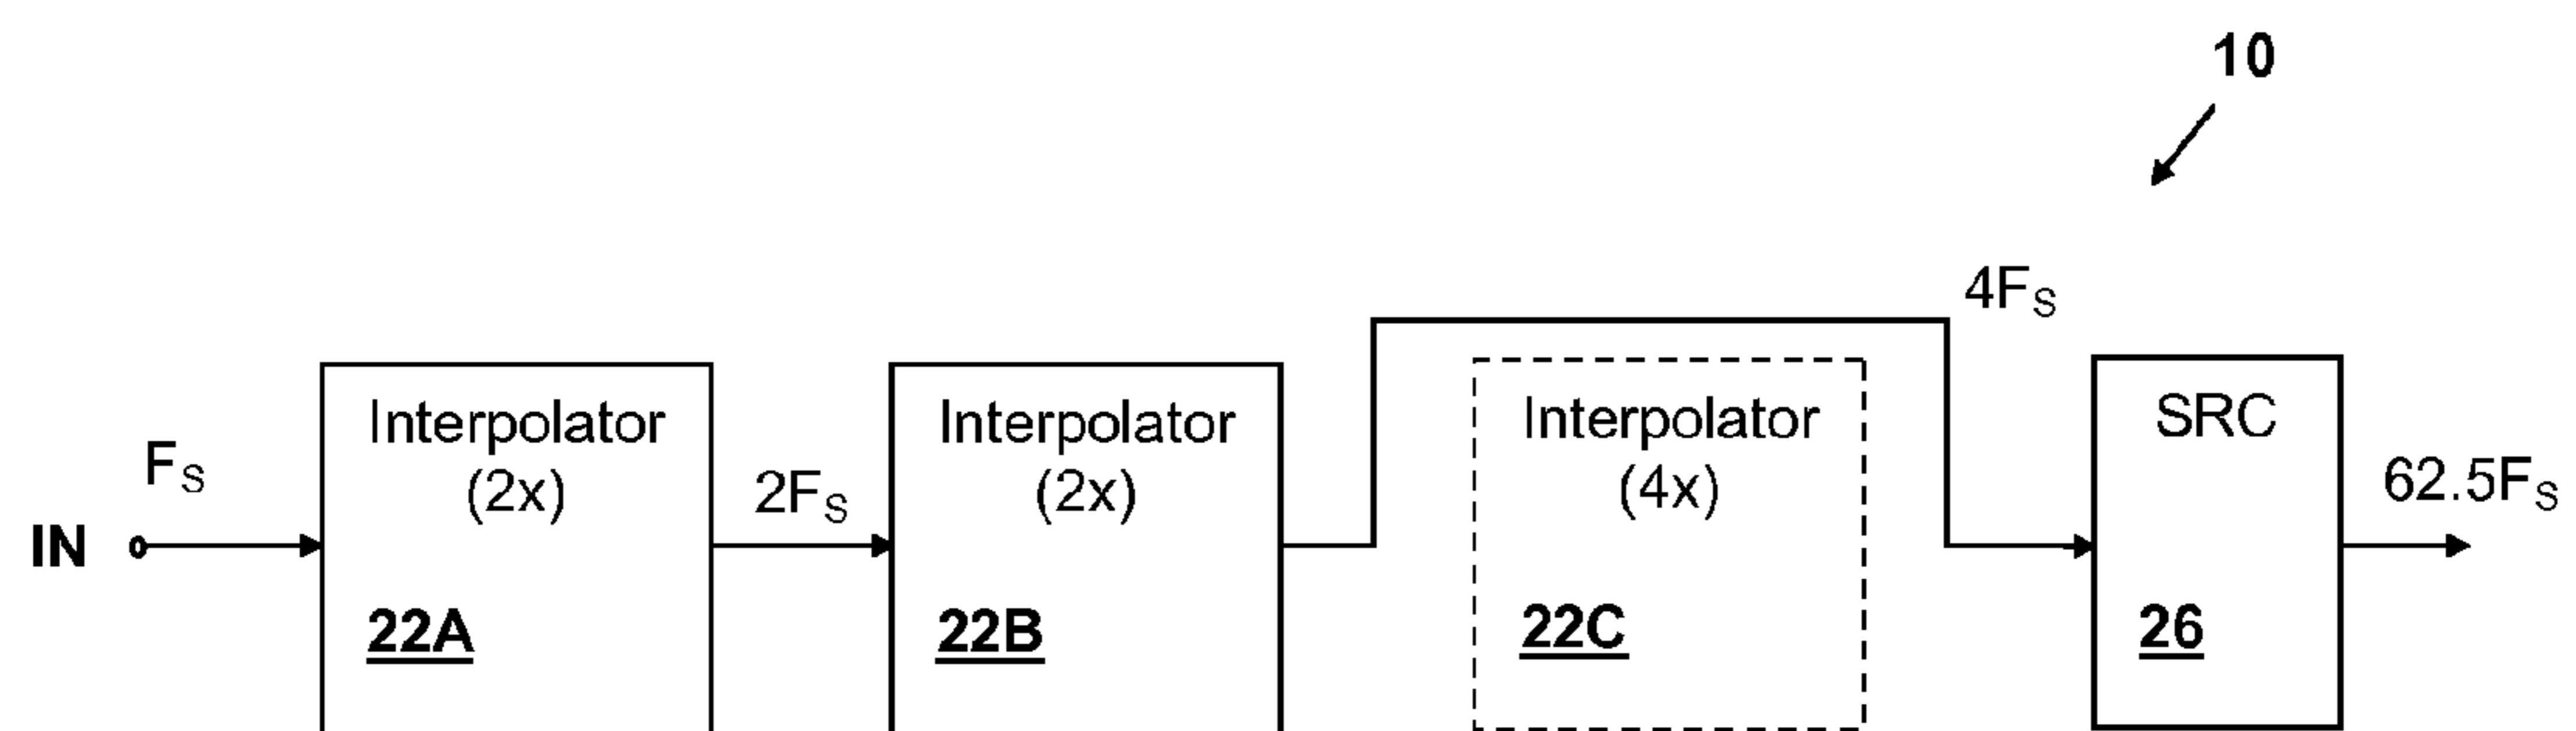 10
4FS
Interpolator
(2x)
22A
Interpolator
(2x)
22B
Interpolator
(4x)
22C
SRC
26
FS
IN
2FS
62.5FS